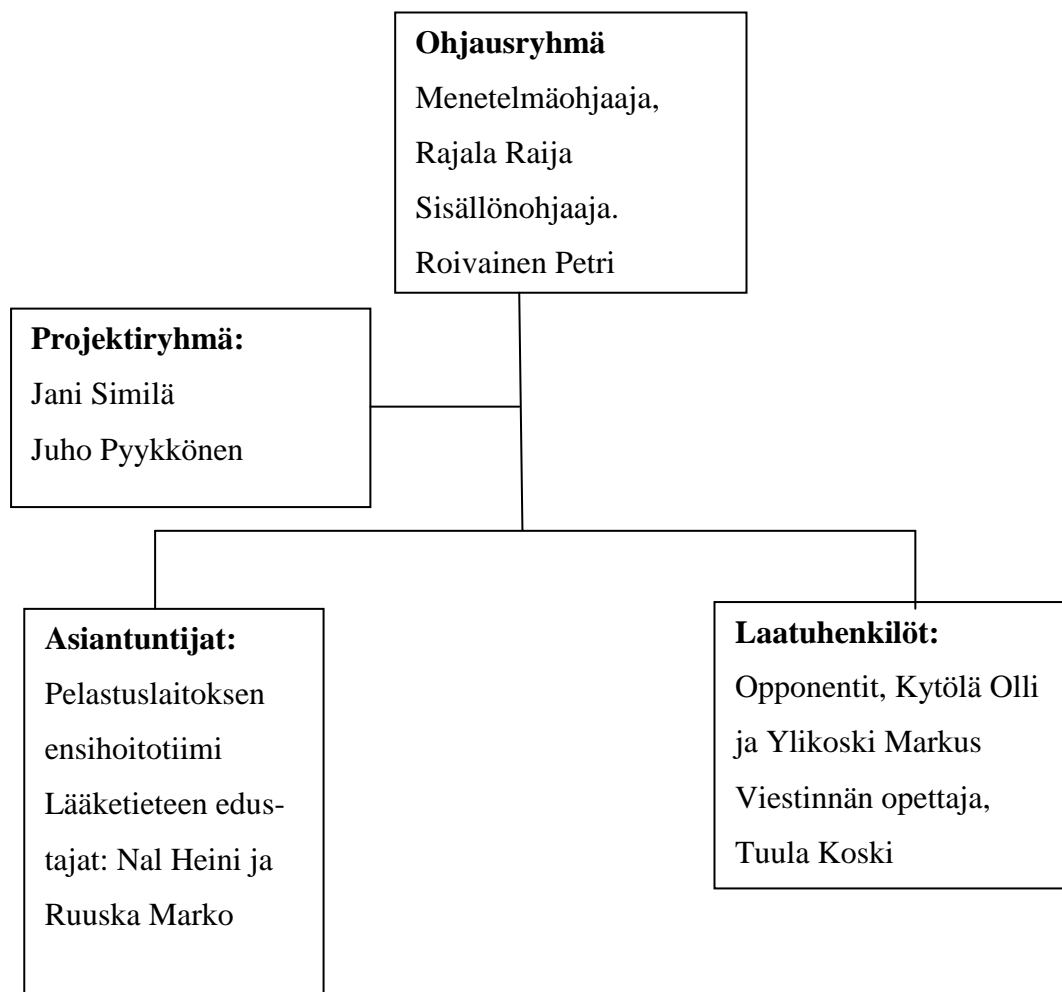 Ohjausryhmä
Menetelmäohjaaja,
Rajala Raija
Sisällönohjaaja.
Roivainen Petri
Projektiryhmä:
Jani Similä
Juho Pyykkönen
Asiantuntijat:
Pelastuslaitoksen
ensihoitotiimi
Lääketieteen edus-
tajat: Nal Heini ja
Ruuska Marko
Laatuhenkilöt:
Opponentit, Kytölä Olli
ja Ylikoski Markus
Viestinnän opettaja,
Tuula Koski